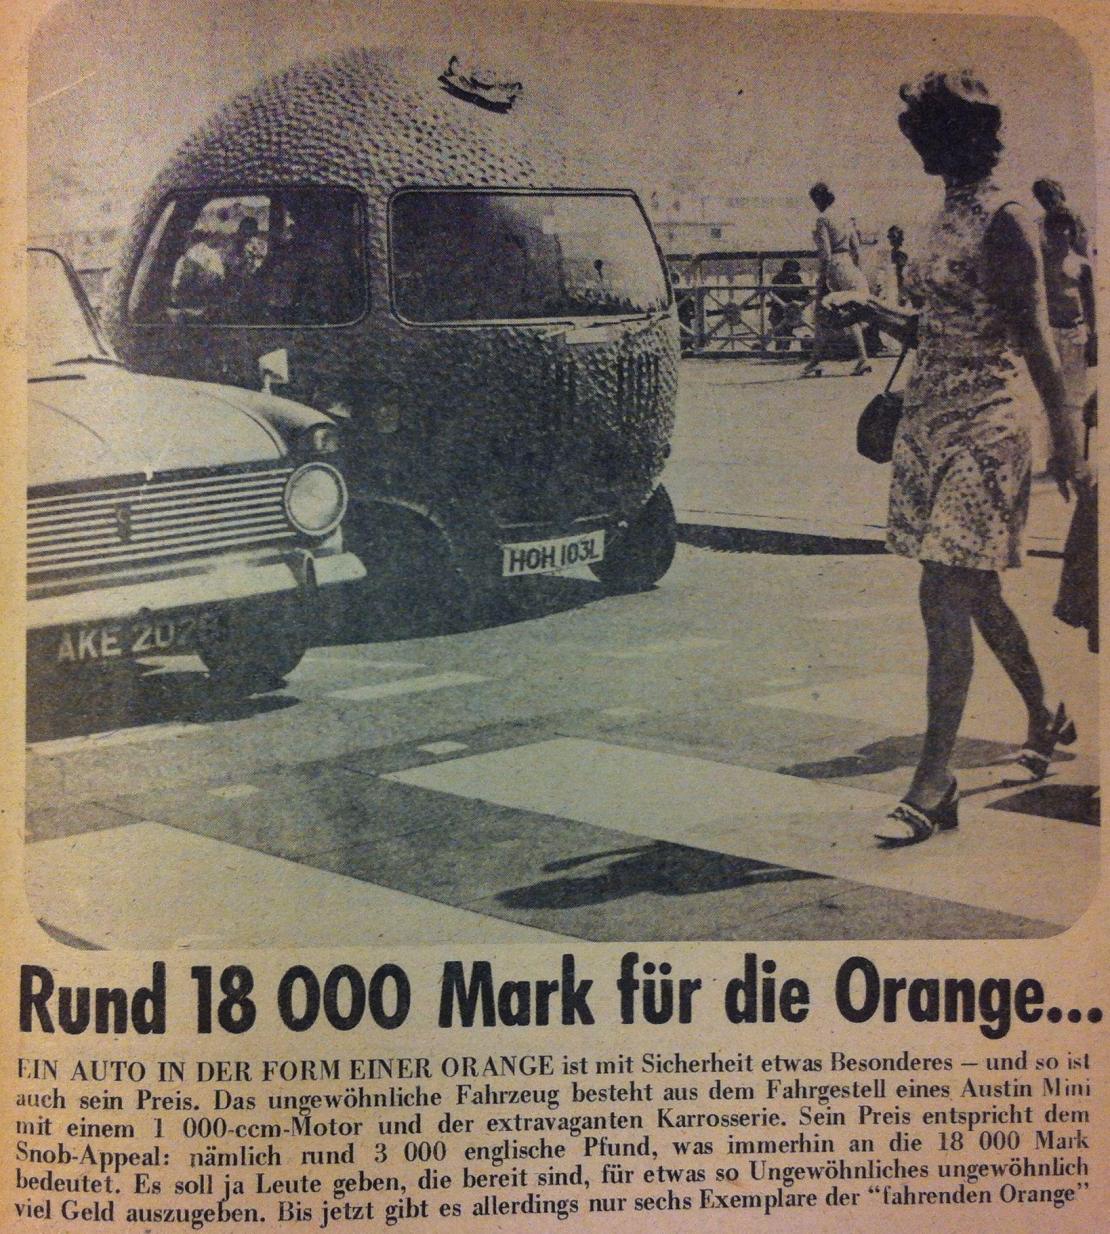 HOH 103L
AKE 207
Rund 18 000 Mark für die Orange...
EIN AUTO IN DER FORM EINER ORANGE ist mit Sicherheit etwas Besonderes – und so ist
auch sein Preis. Das ungewöhnliche Fahrzeug besteht aus dem Fahrgestell eines Austin Mini
mit einem 1 000-ccm-Motor und der extravaganten Karrosserie. Sein Preis entspricht dem
Snob-Appeal: nämlich rund 3 000 englische Pfund, was immerhin an die 18 000 Mark
bedeutet. Es soll ja Leute geben, die bereit sind, für etwas so Ungewöhnliches ungewöhnlich
viel Geld auszugeben. Bis jetzt gibt es allerdings nur sechs Exemplare der “fahrenden Orange”